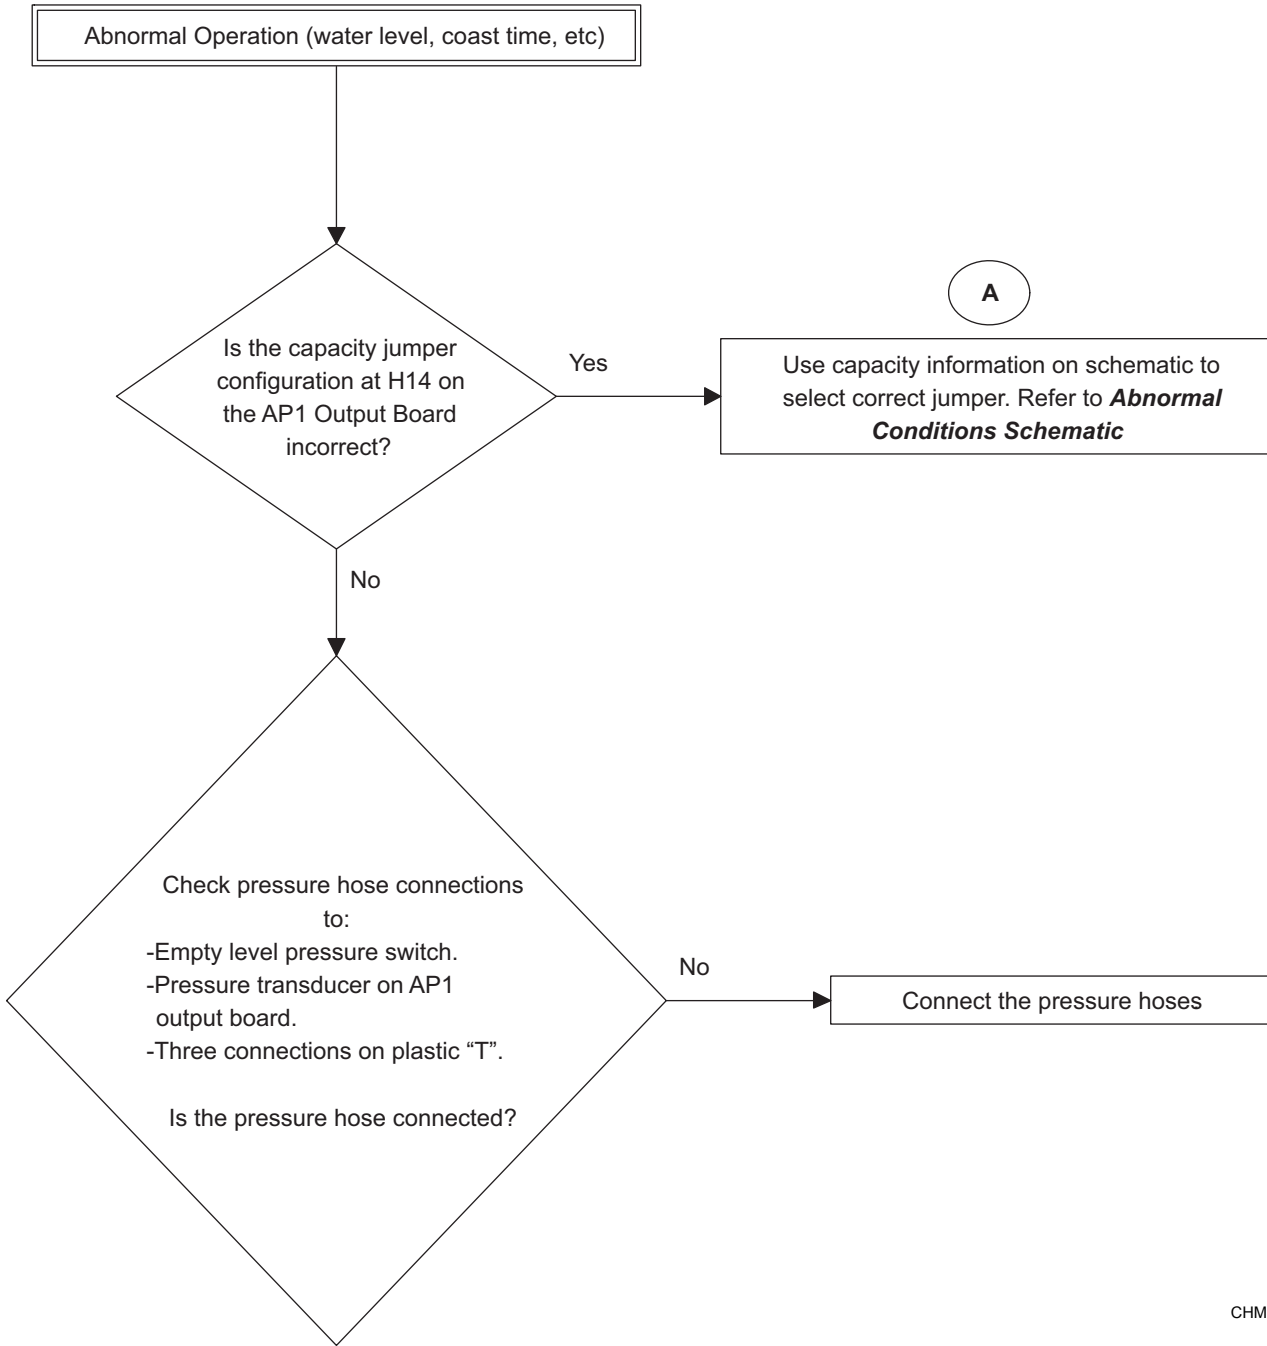 Abnormal Operation (water level, coast time, etc)
Is the capacity jumper
configuration at H14 on
the AP1 Output Board
incorrect?
Yes
A
Use capacity information on schematic to
select correct jumper. Refer to Abnormal
Conditions Schematic
No
Check pressure hose connections
to:
-Empty level pressure switch.
-Pressure transducer on AP1
output board.
-Three connections on plastic “T”.
Is the pressure hose connected?
No
Connect the pressure hoses
CHM